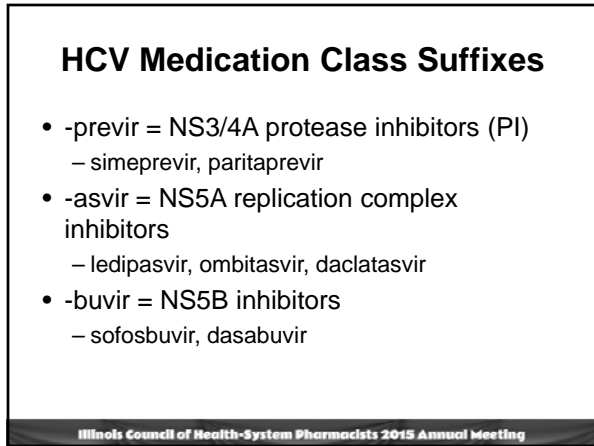 HCV Medication Class Suffixes
• -previr = NS3/4A protease inhibitors (PI)
– simeprevir, paritaprevir
• -asvir = NS5A replication complex
inhibitors
– ledipasvir, ombitasvir, daclatasvir
• -buvir = NS5B inhibitors
– sofosbuvir, dasabuvir
Illinois Council of Health-System Pharmacists 2015 Annual Meeting